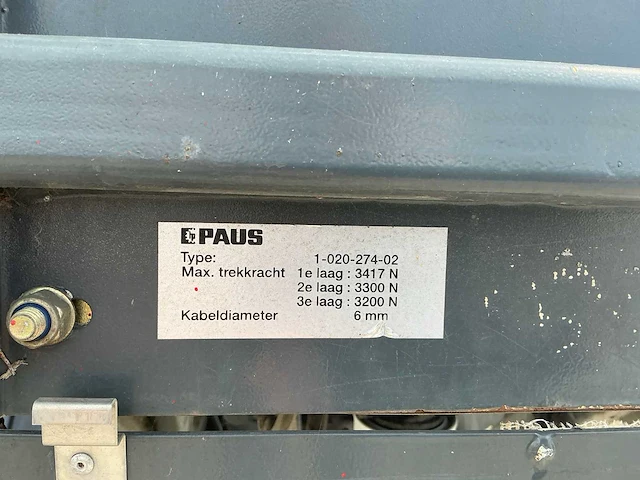 PAUS
Type: 1-020-274-02
Max. trekkracht 1e laag : 3417 N
2e laag : 3300 N
3e laag : 3200 N
Kabeldiameter 6 mm